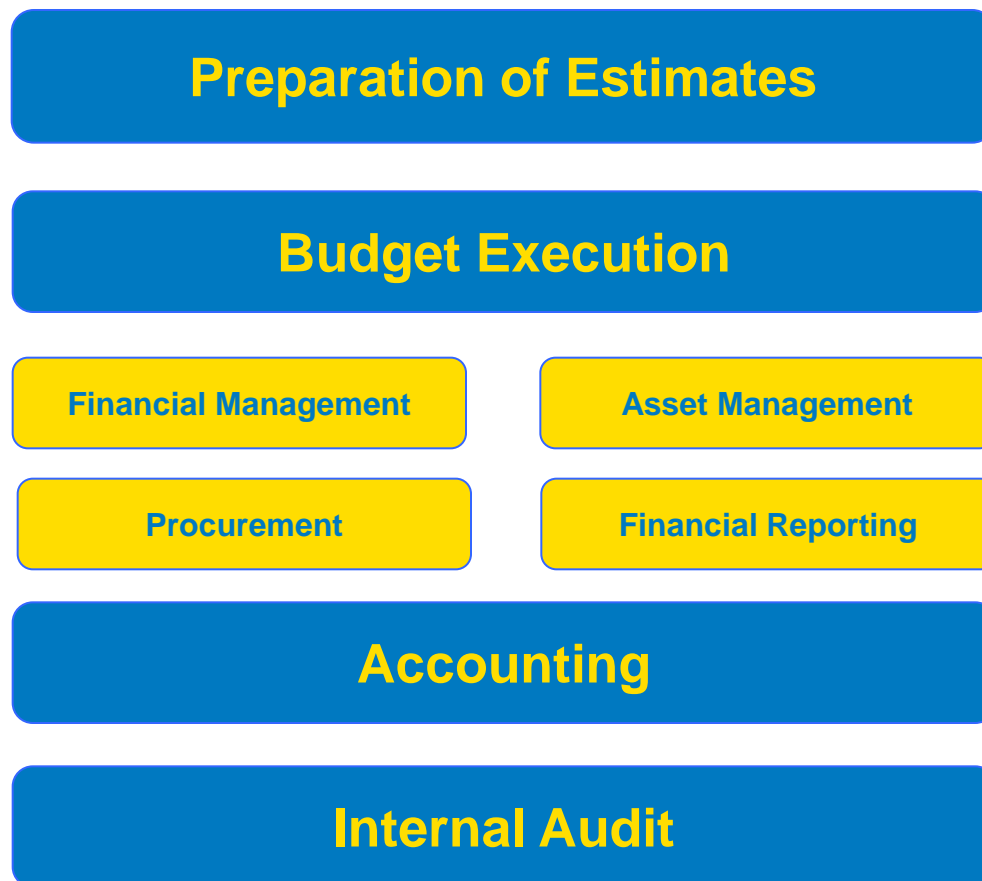 Preparation of Estimates
Budget Execution
Financial Management
Asset Management
Procurement
Financial Reporting
Accounting
Internal Audit